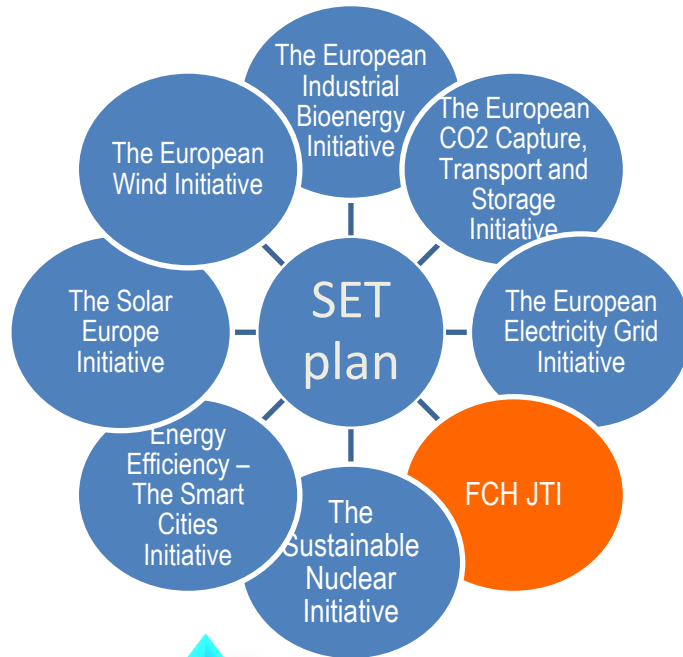 The European
Industrial
Bioenergy
Initiative
The European
CO2 Capture,
Transport and
Storage
Initiative
The European
Electricity Grid
Initiative
FCH JTI
The
Sustainable
Nuclear
Initiative
Energy
Efficiency –
The Smart
Cities
Initiative
The Solar
Europe
Initiative
The European
Wind Initiative
SET
plan